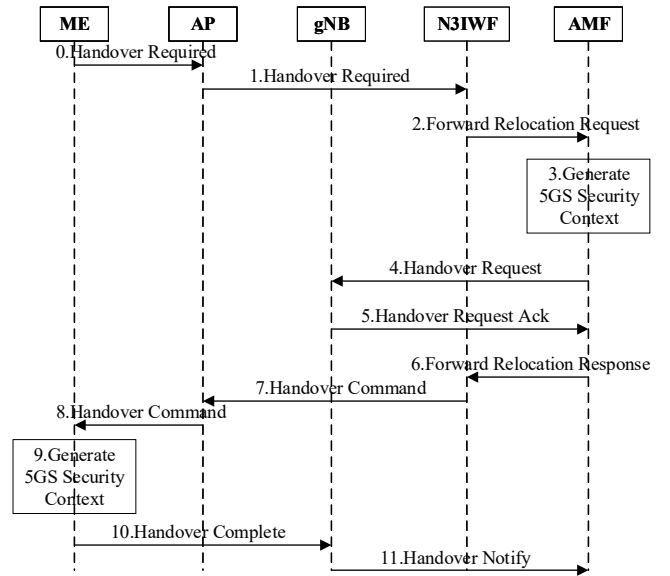 ME AP gNB N3IWF AMF
0.Handover Required
1.Handover Required
2.Forward Relocation Request
3.Generate
5GS Security
Context
4.Handover Request
5.Handover Request Ack
6.Forward Relocation Response
7.Handover Command
8.Handover Command
9.Generate
5GS Security
Context
10.Handover Complete
11.Handover Notify